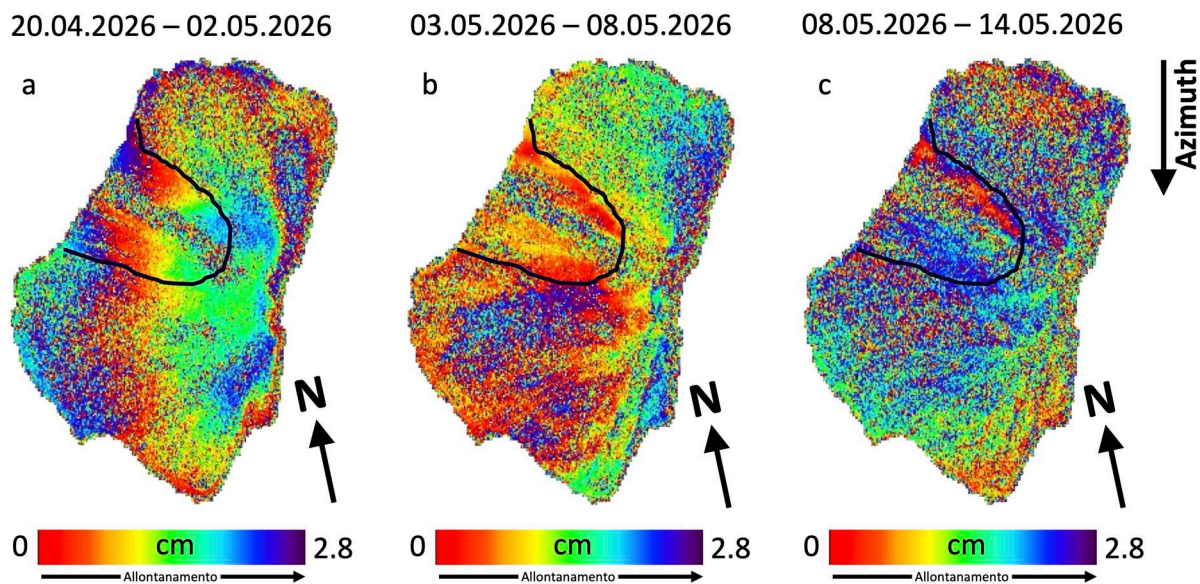 20.04.2026 – 02.05.2026
03.05.2026 – 08.05.2026
08.05.2026 – 14.05.2026
a
b
c
Azimuth
N
N
N
0 cm 2.8
Allontanamento
0 cm 2.8
Allontanamento
0 cm 2.8
Allontanamento